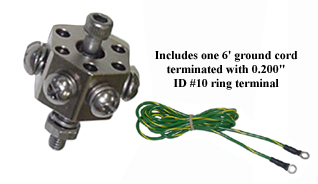 Includes one 6' ground cord
terminated with 0.200"
ID #10 ring terminal